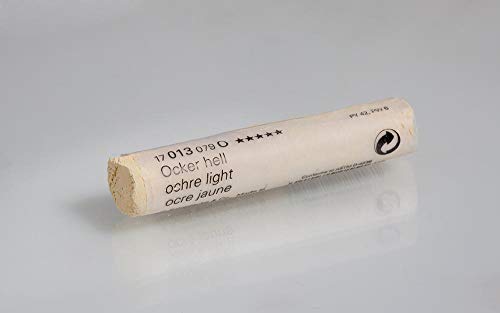 17 013 079 O ★★★★★
Ocker hell
ochre light
ocre jaune
PY 42, PW 6